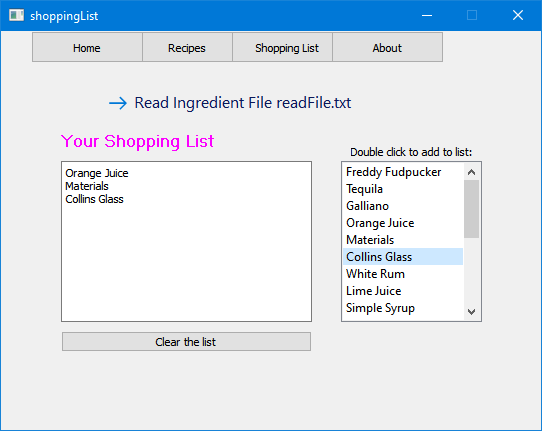 shoppingList
Home Recipes Shopping List About
Read Ingredient File readFile.txt
Your Shopping List
Double click to add to list:
Orange Juice
Materials
Collins Glass
Freddy Fudpucker
Tequila
Galliano
Orange Juice
Materials
Collins Glass
White Rum
Lime Juice
Simple Syrup
Clear the list